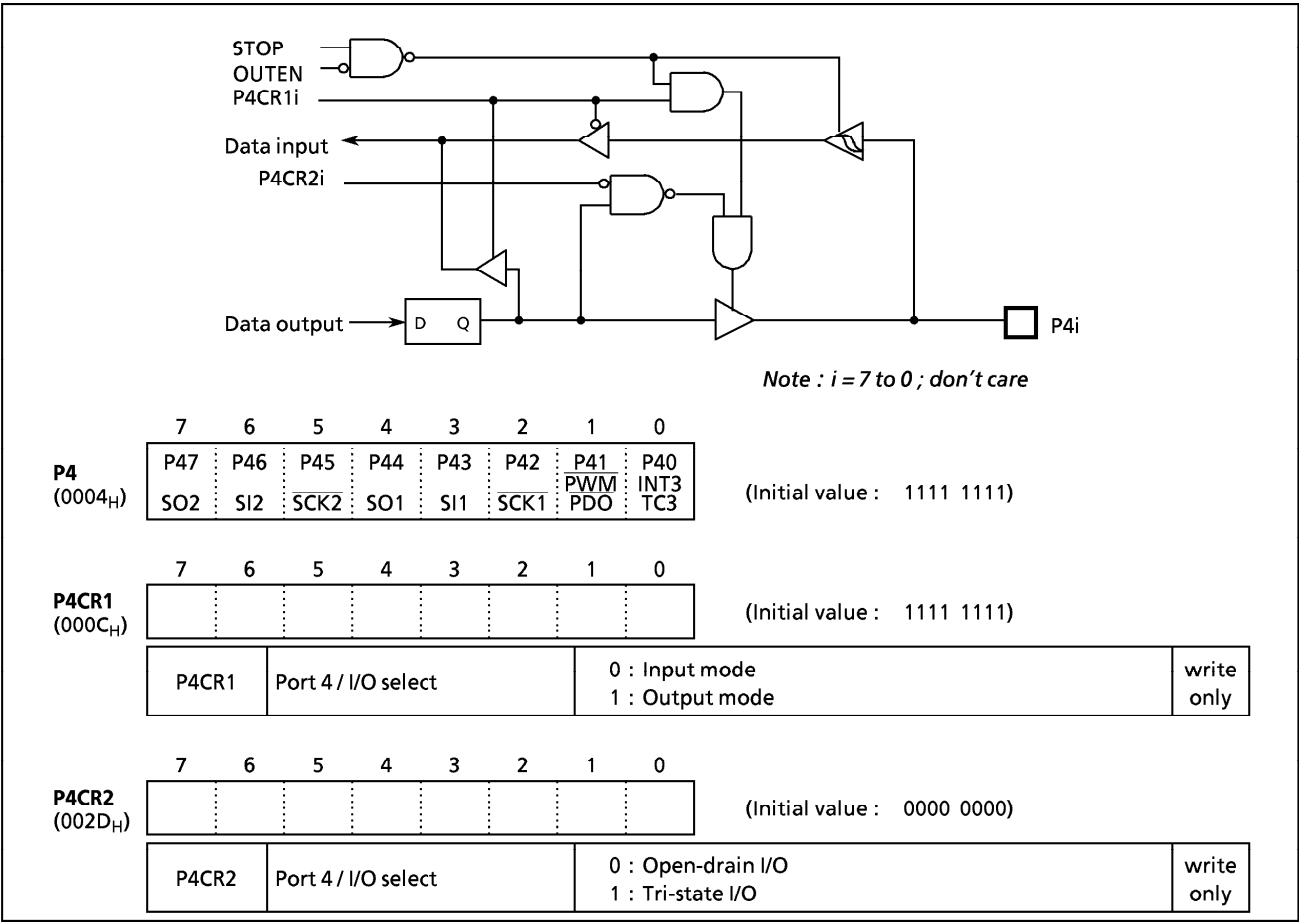 STOP
OUTEN
P4CR1i
Data input
P4CR2i
Data output
D Q
P4i
Note : i = 7 to 0 ; don't care
7 6 5 4 3 2 1 0
P4
(0004H)
P47 P46 P45 P44 P43 P42 P41 P40
PWM INT3
SO2 SI2 SCK2 SO1 SI1 SCK1 PDO TC3
(Initial value : 1111 1111)
7 6 5 4 3 2 1 0
P4CR1
(000CH)
(Initial value : 1111 1111)
P4CR1
Port 4 / I/O select
0 : Input mode
1 : Output mode
write
only
7 6 5 4 3 2 1 0
P4CR2
(002DH)
(Initial value : 0000 0000)
P4CR2
Port 4 / I/O select
0 : Open-drain I/O
1 : Tri-state I/O
write
only